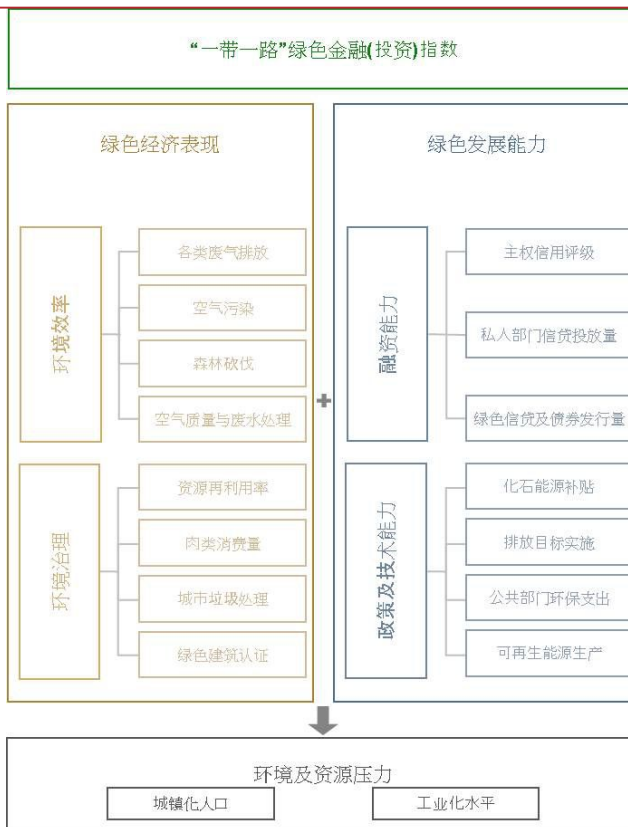 “一带一路”绿色金融(投资)指数
绿色经济表现
环境效率
各类废气排放
空气污染
森林砍伐
空气质量与废水处理
环境治理
资源再利用率
肉类消费量
城市垃圾处理
绿色建筑认证
+
绿色发展能力
融资能力
主权信用评级
私人部门信贷投放量
绿色信贷及债券发行量
政策及技术能力
化石能源补贴
排放目标实施
公共部门环保支出
可再生能源生产
环境及资源压力
城镇化人口
工业化水平